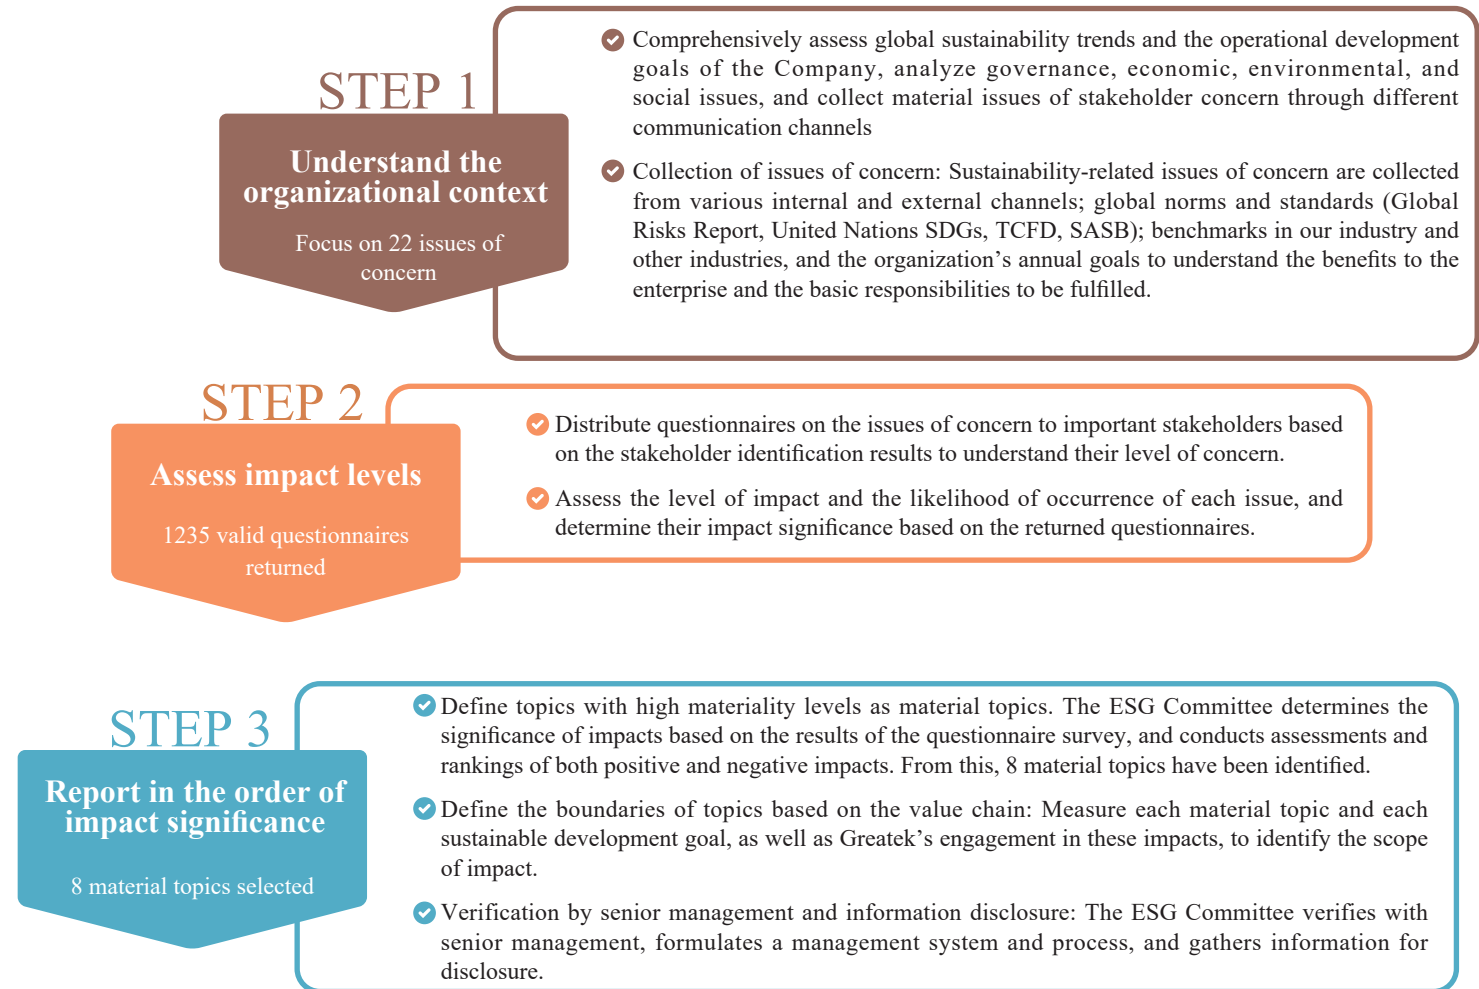 STEP 1
Understand the
organizational context
Focus on 22 issues of
concern
Comprehensively assess global sustainability trends and the operational development
goals of the Company, analyze governance, economic, environmental, and
social issues, and collect material issues of stakeholder concern through different
communication channels
Collection of issues of concern: Sustainability-related issues of concern are collected
from various internal and external channels; global norms and standards (Global
Risks Report, United Nations SDGs, TCFD, SASB); benchmarks in our industry and
other industries, and the organization’s annual goals to understand the benefits to the
enterprise and the basic responsibilities to be fulfilled.
STEP 2
Assess impact levels
1235 valid questionnaires
returned
Distribute questionnaires on the issues of concern to important stakeholders based
on the stakeholder identification results to understand their level of concern.
Assess the level of impact and the likelihood of occurrence of each issue, and
determine their impact significance based on the returned questionnaires.
STEP 3
Report in the order of
impact significance
8 material topics selected
Define topics with high materiality levels as material topics. The ESG Committee determines the
significance of impacts based on the results of the questionnaire survey, and conducts assessments and
rankings of both positive and negative impacts. From this, 8 material topics have been identified.
Define the boundaries of topics based on the value chain: Measure each material topic and each
sustainable development goal, as well as Greatek’s engagement in these impacts, to identify the scope
of impact.
Verification by senior management and information disclosure: The ESG Committee verifies with
senior management, formulates a management system and process, and gathers information for
disclosure.